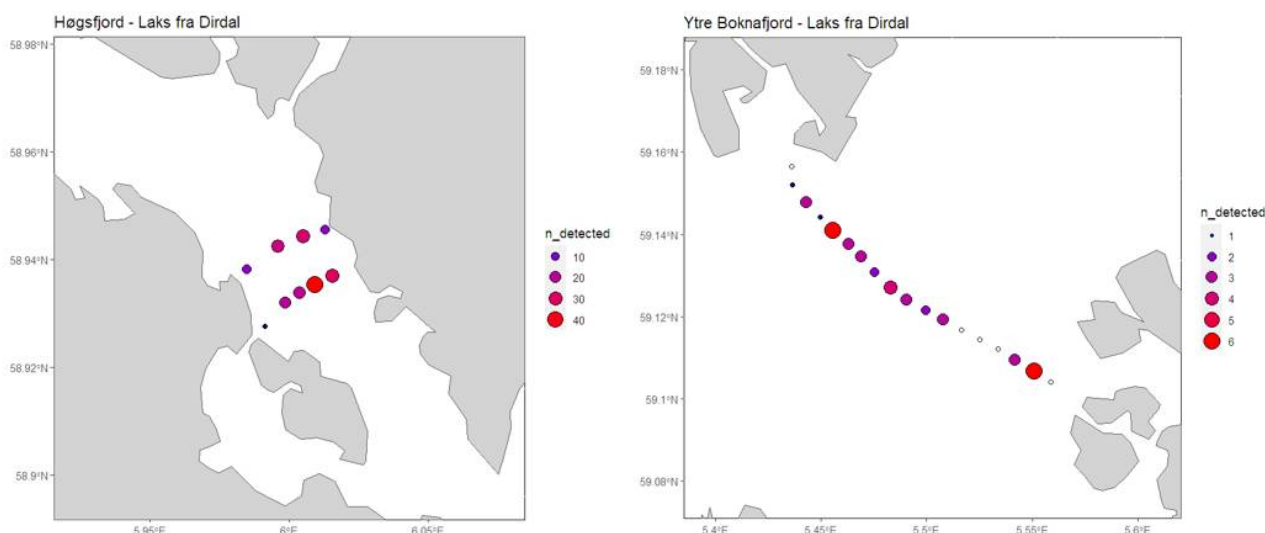 Høgsfjord - Laks fra Dirdal
58.98°N
58.96°N
58.94°N
58.92°N
58.9°N
5.95°E
6°E
6.05°E
n_detected
10
20
30
40
Ytre Boknafjord - Laks fra Dirdal
59.18°N
59.16°N
59.14°N
59.12°N
59.1°N
59.08°N
5.4°E
5.45°E
5.5°E
5.55°E
5.6°E
n_detected
1
2
3
4
5
6